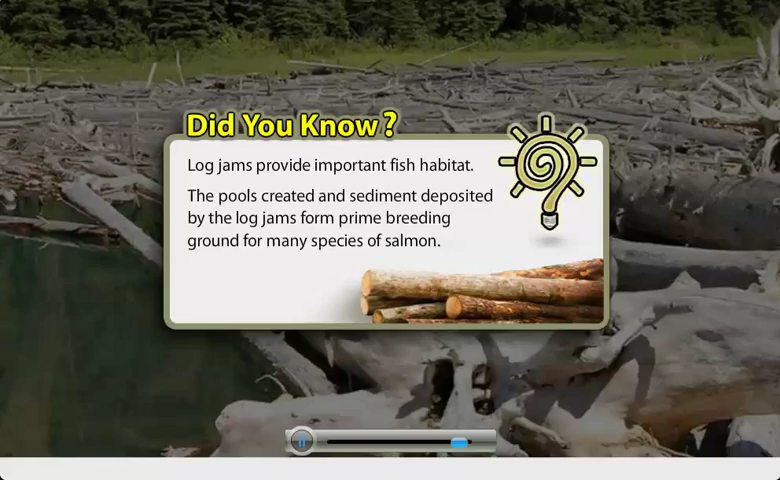 Did You Know?
Log jams provide important fish habitat.
The pools created and sediment deposited
by the log jams form prime breeding
ground for many species of salmon.